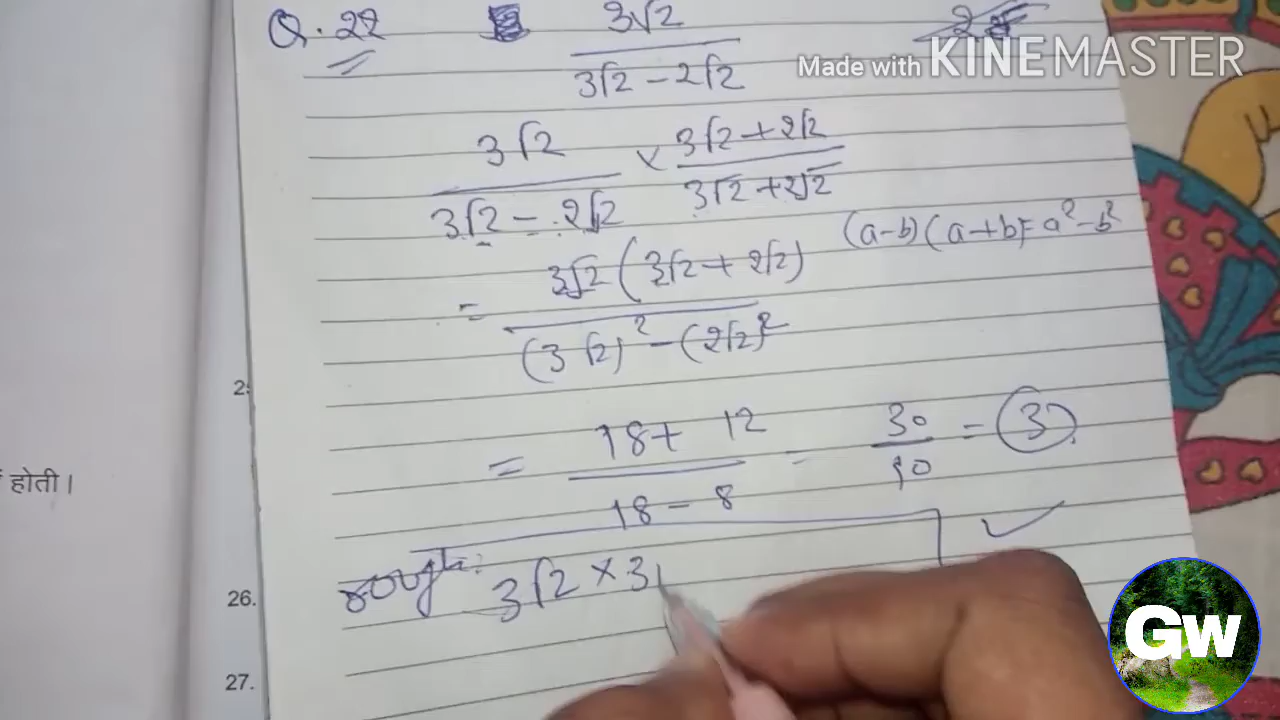 Q. 22
3√2
3√2 - 2√2
Made with KINEMASTER
3√2 × 3√2 + 2√2
3√2 - 2√2 3√2 + 2√2
(a-b)(a+b)= a² - b²
= 3√2 (3√2 + 2√2)
(3√2)² - (2√2)²
2
= 18 + 12 = 30 = 3
18 - 8 10
होती।
rough:
3√2 × 3
26.
27.
GW